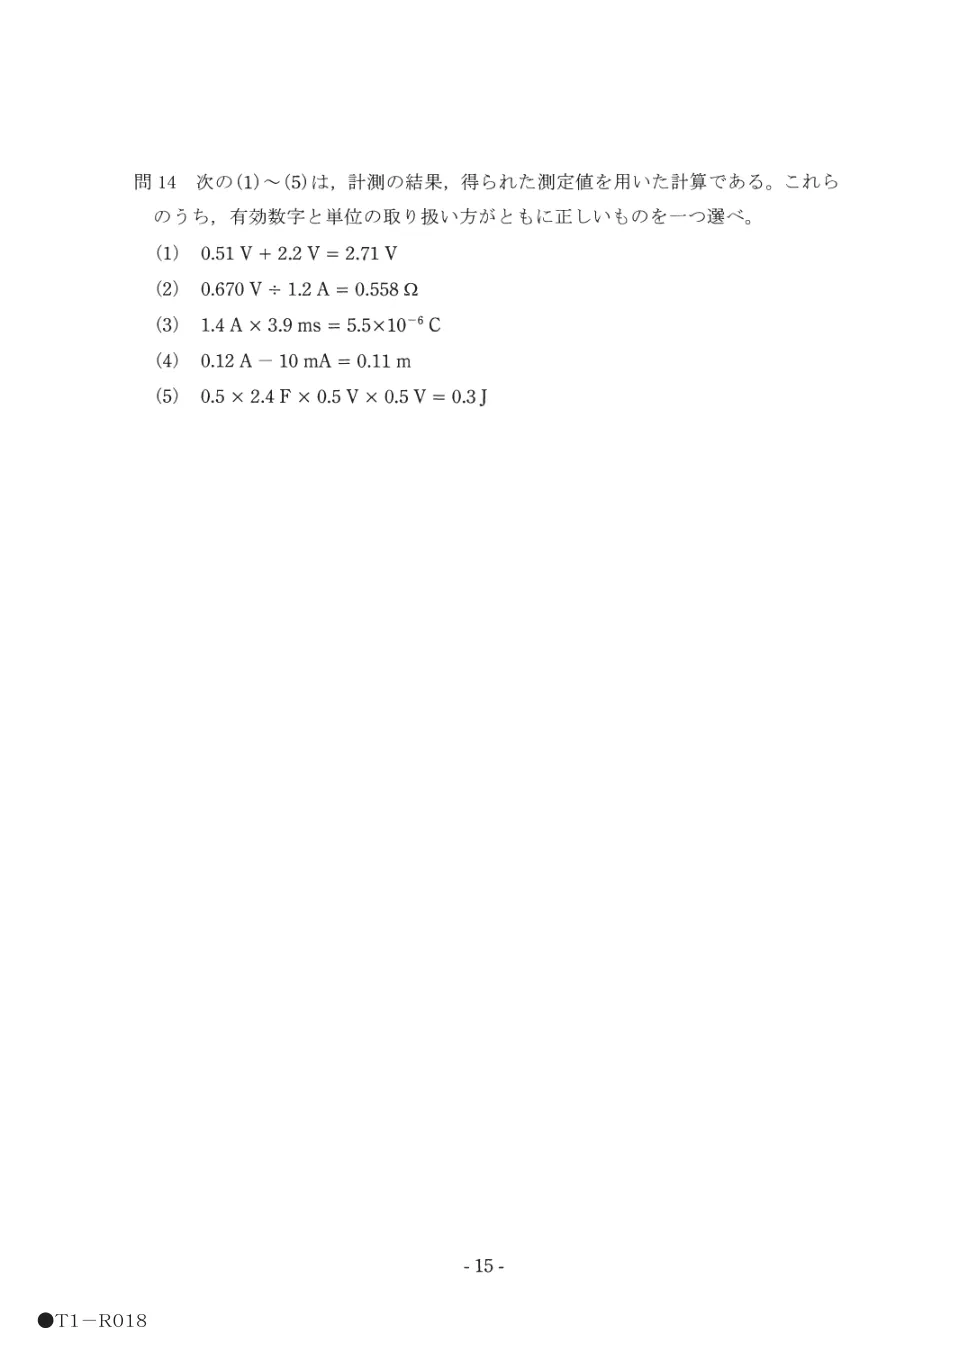 問 14　次の(1)～(5)は，計測の結果，得られた測定値を用いた計算である。これら
のうち，有効数字と単位の取り扱い方がともに正しいものを一つ選べ。
(1)　0.51 V + 2.2 V = 2.71 V
(2)　0.670 V ÷ 1.2 A = 0.558 Ω
(3)　1.4 A × 3.9 ms = 5.5×10⁻⁶ C
(4)　0.12 A － 10 mA = 0.11 m
(5)　0.5 × 2.4 F × 0.5 V × 0.5 V = 0.3 J
- 15 -
●T1－R018